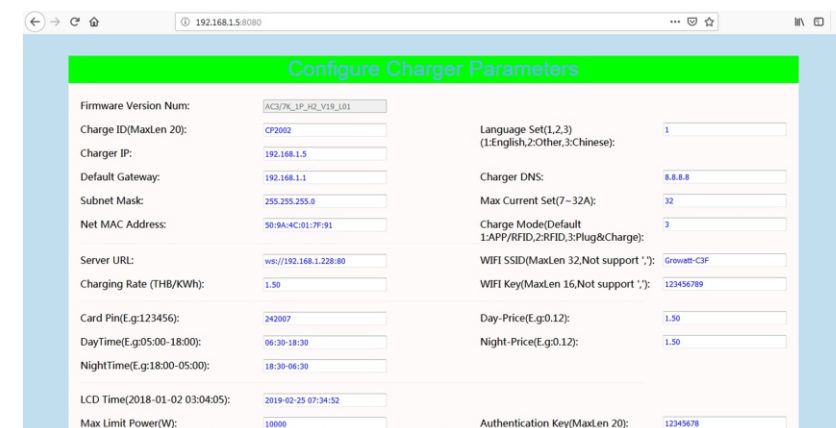 192.168.1.5:8080
Configure Charger Parameters
Firmware Version Num: AC3/7K_1P_H2_V19_L01
Charge ID(MaxLen 20): CP2002
Language Set(1,2,3) 1
(1:English,2:Other,3:Chinese):
Charger IP: 192.168.1.5
Default Gateway: 192.168.1.1
Charger DNS: 8.8.8.8
Subnet Mask: 255.255.255.0
Max Current Set(7~32A): 32
Net MAC Address: 50:9A:4C:01:7F:91
Charge Mode(Default 3
1:APP/RFID,2:RFID,3:Plug&Charge):
Server URL: ws://192.168.1.228:80
WIFI SSID(MaxLen 32,Not support ','): Growatt-C3F
Charging Rate (THB/KWh): 1.50
WIFI Key(MaxLen 16,Not support ','): 123456789
Card Pin(E.g:123456): 242007
Day-Price(E.g:0.12): 1.50
DayTime(E.g:05:00-18:00): 06:30-18:30
Night-Price(E.g:0.12): 1.50
NightTime(E.g:18:00-05:00): 18:30-06:30
LCD Time(2018-01-02 03:04:05): 2019-02-25 07:34:52
Max Limit Power(W): 10000
Authentication Key(MaxLen 20): 12345678